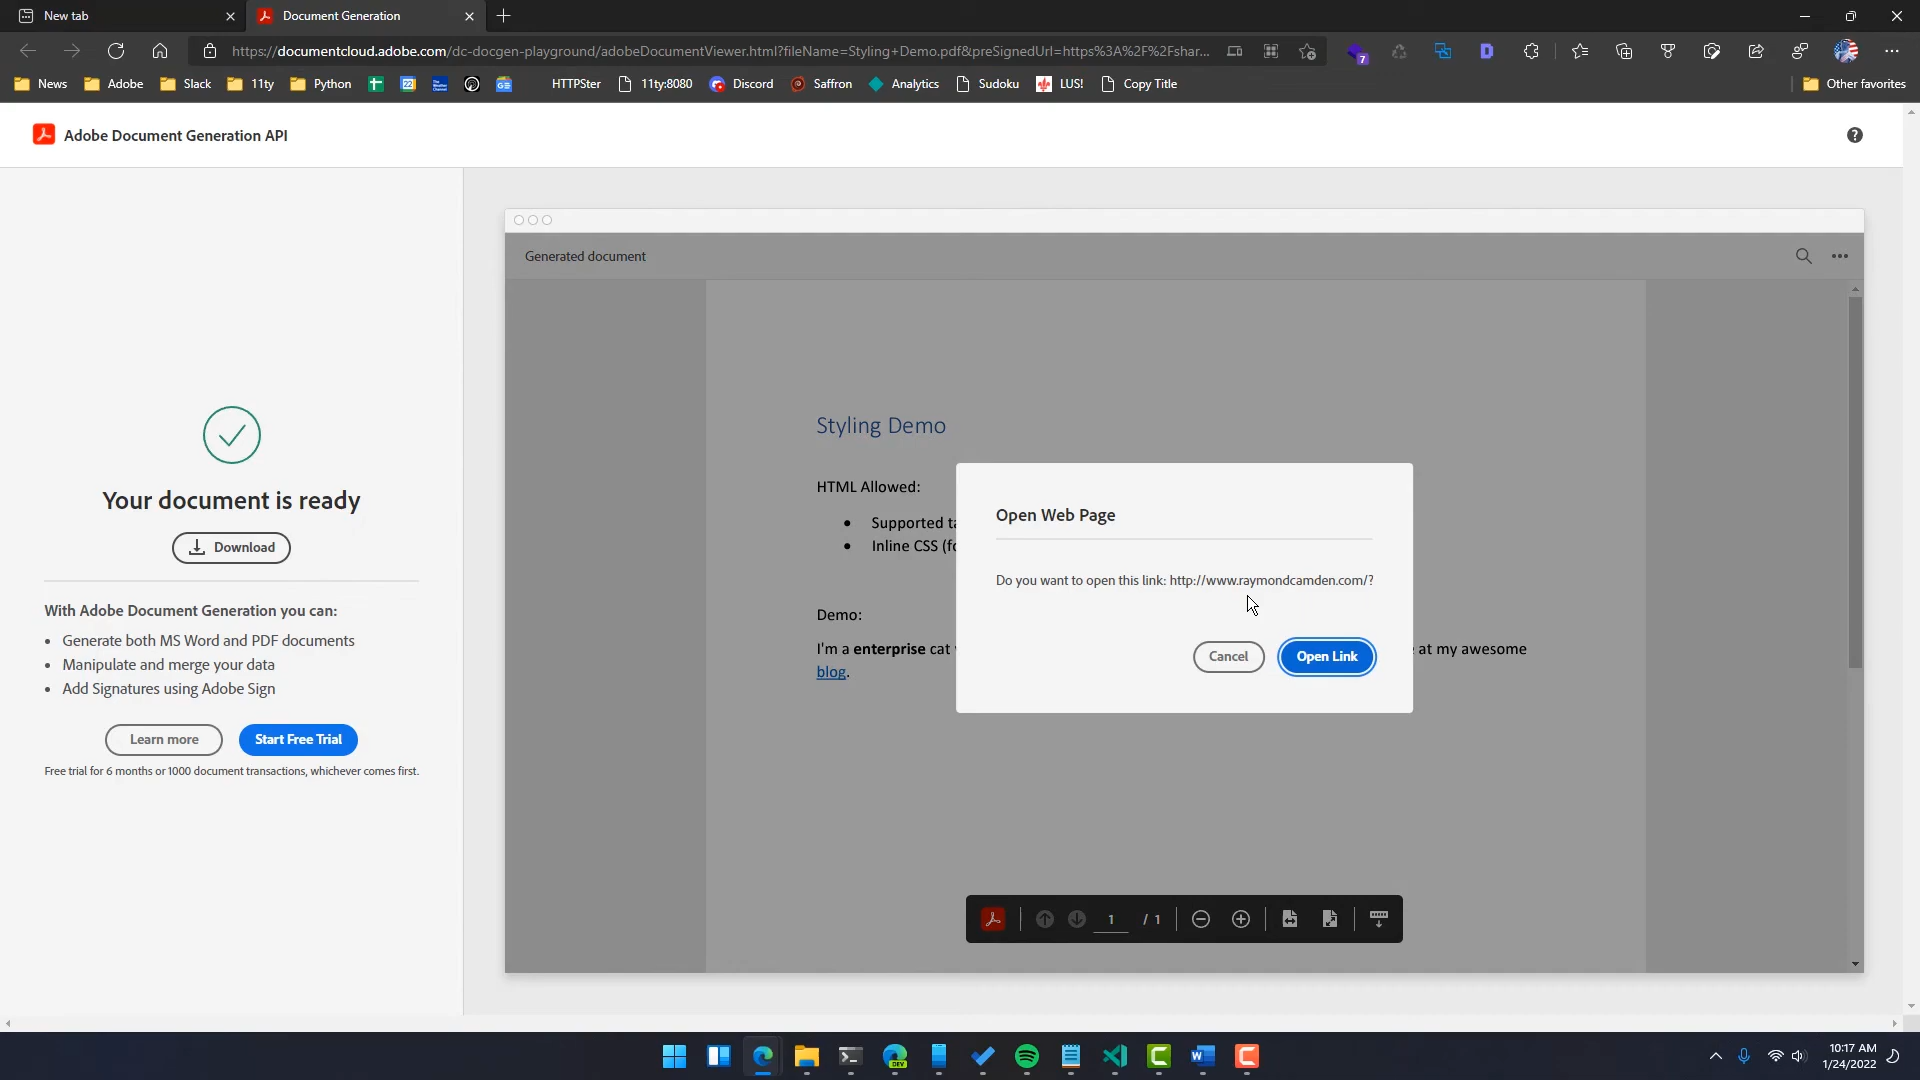 New tab
Document Generation
https://documentcloud.adobe.com/dc-docgen-playground/adobeDocumentViewer.html?fileName=Styling+Demo.pdf&preSignedUrl=https%3A%2F%2Fshar...
7
News
Adobe
Slack
11ty
Python
22
HTTPSter
11ty:8080
Discord
Saffron
Analytics
Sudoku
LUS!
Copy Title
Other favorites
Adobe Document Generation API
?
Generated document
Styling Demo
HTML Allowed:
• Supported ta
• Inline CSS (fo
Open Web Page
Do you want to open this link: http://www.raymondcamden.com/?
Cancel
Open Link
Demo:
I'm a enterprise cat
at my awesome
blog.
1 / 1
Your document is ready
Download
With Adobe Document Generation you can:
• Generate both MS Word and PDF documents
• Manipulate and merge your data
• Add Signatures using Adobe Sign
Learn more
Start Free Trial
Free trial for 6 months or 1000 document transactions, whichever comes first.
DEV
10:17 AM
1/24/2022